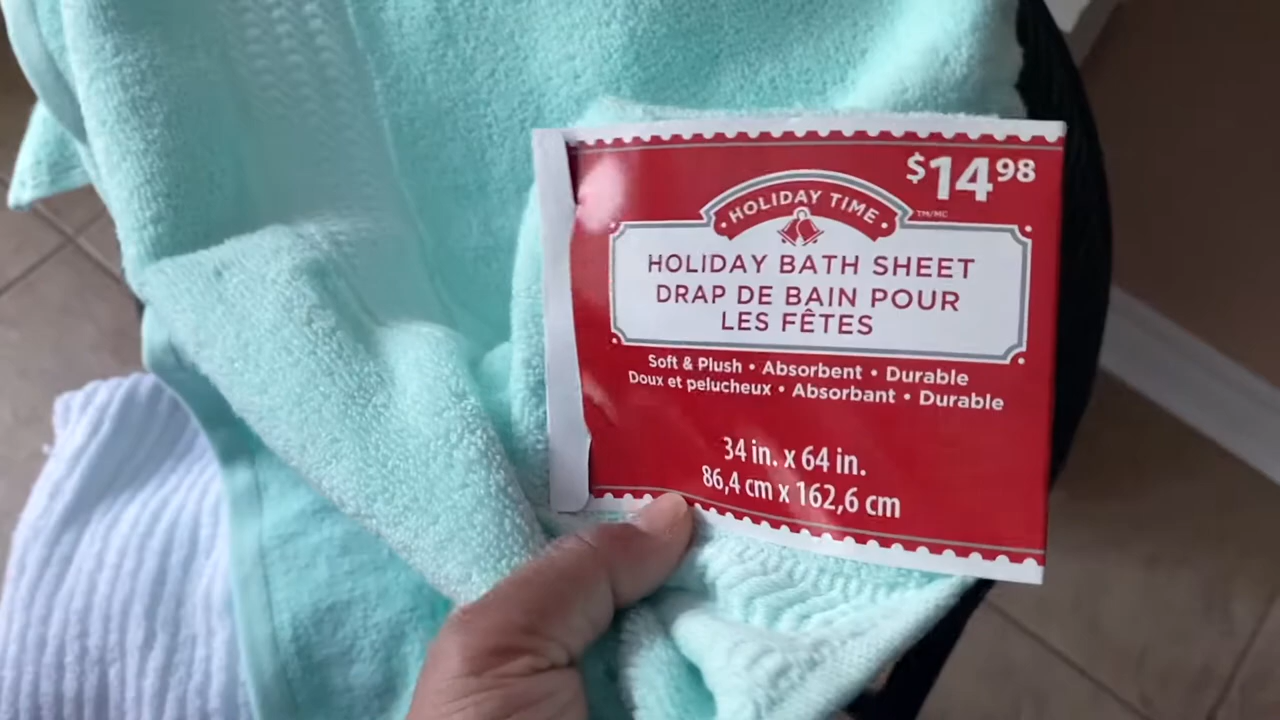 $14.98
HOLIDAY TIME
TM/MC
HOLIDAY BATH SHEET
DRAP DE BAIN POUR
LES FÊTES
Soft & Plush • Absorbent • Durable
Doux et pelucheux • Absorbant • Durable
34 in. x 64 in.
86,4 cm x 162,6 cm